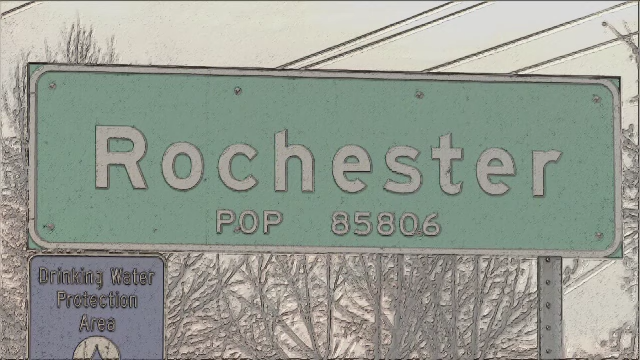 Rochester
POP 85806
Drinking Water
Protection
Area